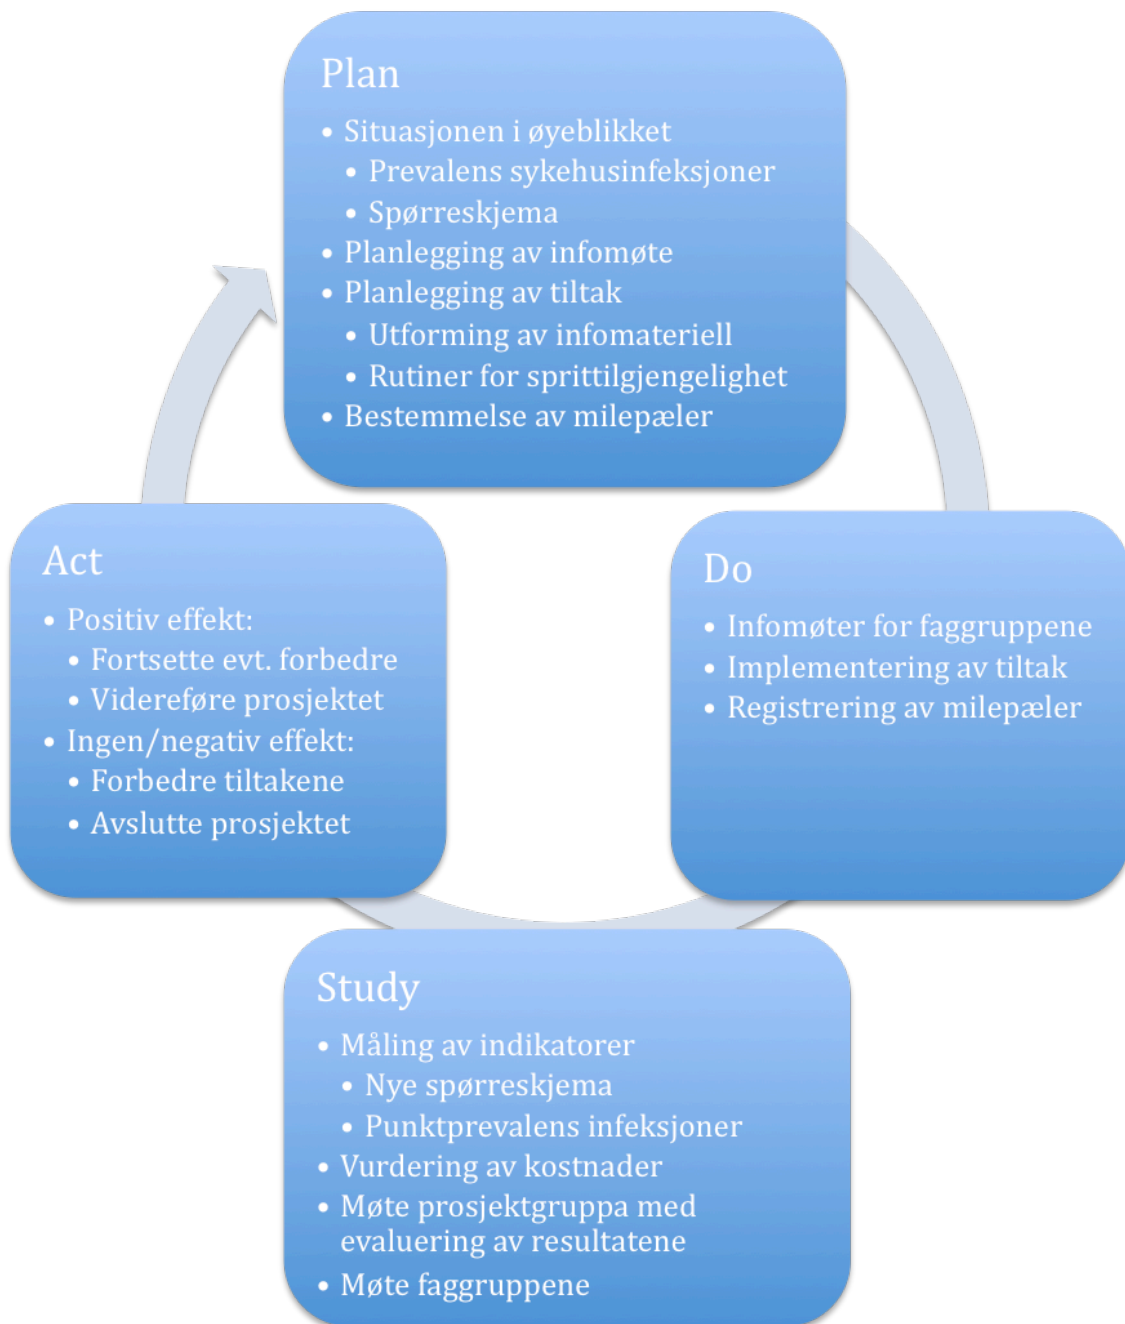 Plan
• Situasjonen i øyeblikket
• Prevalens sykehusinfeksjoner
• Spørreskjema
• Planlegging av infomøte
• Planlegging av tiltak
• Utforming av infomateriell
• Rutiner for sprittilgjengelighet
• Bestemmelse av milepæler
Do
• Infomøter for faggruppene
• Implementering av tiltak
• Registrering av milepæler
Study
• Måling av indikatorer
• Nye spørreskjema
• Punktprevalens infeksjoner
• Vurdering av kostnader
• Møte prosjektgruppa med
evaluering av resultatene
• Møte faggruppene
Act
• Positiv effekt:
• Fortsette evt. forbedre
• Videreføre prosjektet
• Ingen/negativ effekt:
• Forbedre tiltakene
• Avslutte prosjektet